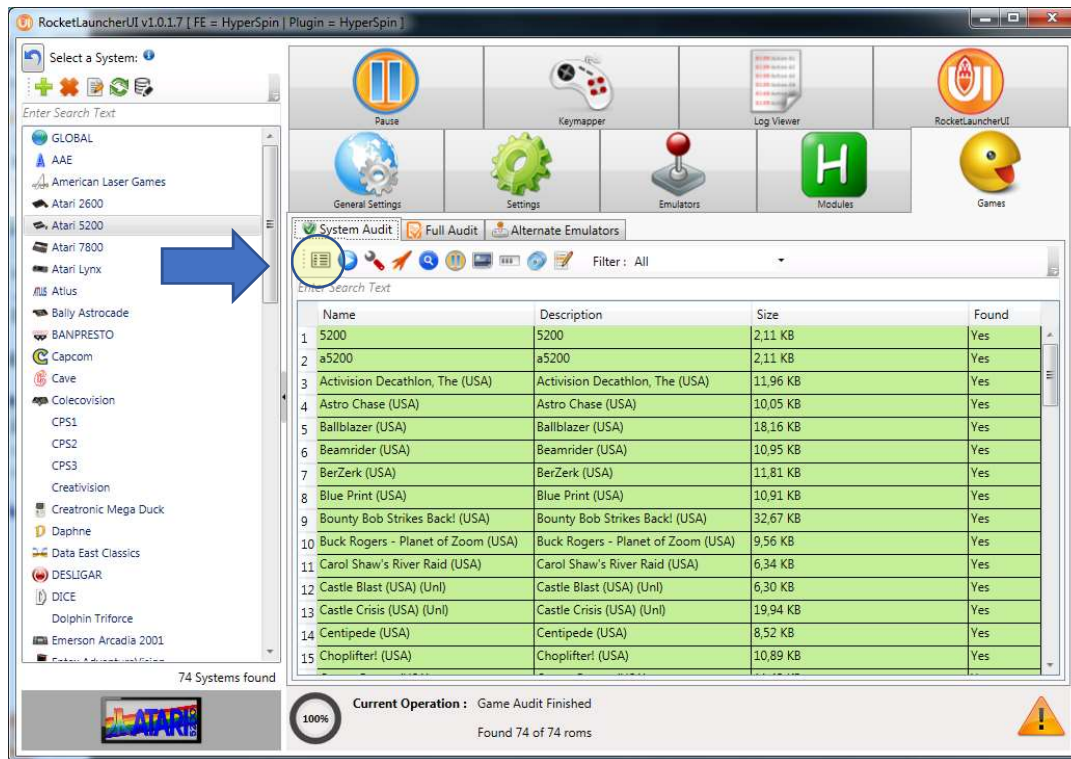 RocketLauncherUI v1.0.1.7 [ FE = HyperSpin | Plugin = HyperSpin ]
Select a System:
Enter Search Text
GLOBAL
AAE
American Laser Games
Atari 2600
Atari 5200
Atari 7800
Atari Lynx
Atlus
Bally Astrocade
BANPRESTO
Capcom
Cave
Colecovision
CPS1
CPS2
CPS3
Creativision
Creatronic Mega Duck
Daphne
Data East Classics
DESLIGAR
DICE
Dolphin Triforce
Emerson Arcadia 2001
74 Systems found
ATARI
Pause
Keymapper
Log Viewer
RocketLauncherUI
General Settings
Settings
Emulators
Modules
Games
System Audit
Full Audit
Alternate Emulators
Filter : All
Enter Search Text
Name Description Size Found
1 5200 5200 2,11 KB Yes
2 a5200 a5200 2,11 KB Yes
3 Activision Decathlon, The (USA) Activision Decathlon, The (USA) 11,96 KB Yes
4 Astro Chase (USA) Astro Chase (USA) 10,05 KB Yes
5 Ballblazer (USA) Ballblazer (USA) 18,16 KB Yes
6 Beamrider (USA) Beamrider (USA) 10,95 KB Yes
7 BerZerk (USA) BerZerk (USA) 11,81 KB Yes
8 Blue Print (USA) Blue Print (USA) 10,91 KB Yes
9 Bounty Bob Strikes Back! (USA) Bounty Bob Strikes Back! (USA) 32,67 KB Yes
10 Buck Rogers - Planet of Zoom (USA) Buck Rogers - Planet of Zoom (USA) 9,56 KB Yes
11 Carol Shaw's River Raid (USA) Carol Shaw's River Raid (USA) 6,34 KB Yes
12 Castle Blast (USA) (Unl) Castle Blast (USA) (Unl) 6,30 KB Yes
13 Castle Crisis (USA) (Unl) Castle Crisis (USA) (Unl) 19,94 KB Yes
14 Centipede (USA) Centipede (USA) 8,52 KB Yes
15 Choplifter! (USA) Choplifter! (USA) 10,89 KB Yes
100%
Current Operation : Game Audit Finished
Found 74 of 74 roms